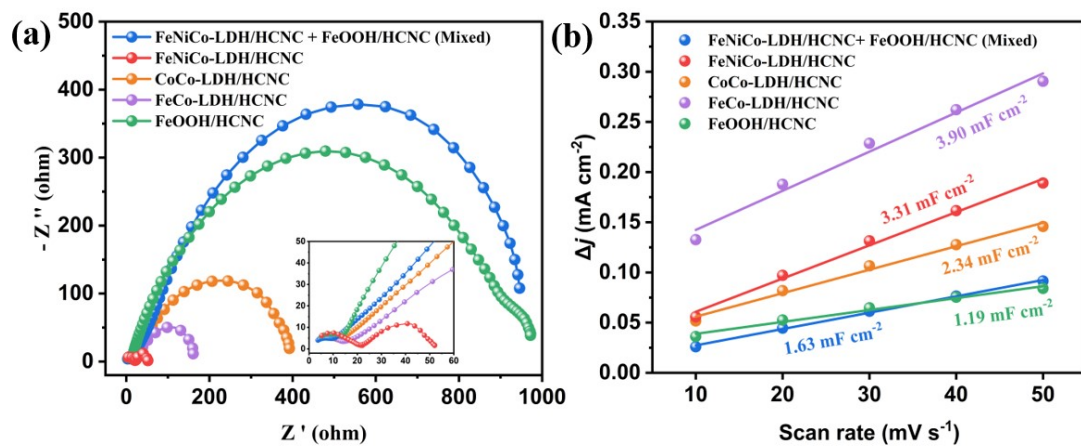 (a)
500
400
300
200
100
0
- Z '' (ohm)
FeNiCo-LDH/HCNC + FeOOH/HCNC (Mixed)
FeNiCo-LDH/HCNC
CoCo-LDH/HCNC
FeCo-LDH/HCNC
FeOOH/HCNC
50
40
30
20
10
0
0 10 20 30 40 50 60
0 200 400 600 800 1000
Z ' (ohm)
(b)
0.35
0.30
0.25
0.20
0.15
0.10
0.05
0.00
Δj (mA cm⁻²)
FeNiCo-LDH/HCNC+ FeOOH/HCNC (Mixed)
FeNiCo-LDH/HCNC
CoCo-LDH/HCNC
FeCo-LDH/HCNC
FeOOH/HCNC
3.90 mF cm⁻²
3.31 mF cm⁻²
2.34 mF cm⁻²
1.63 mF cm⁻²
1.19 mF cm⁻²
10 20 30 40 50
Scan rate (mV s⁻¹)